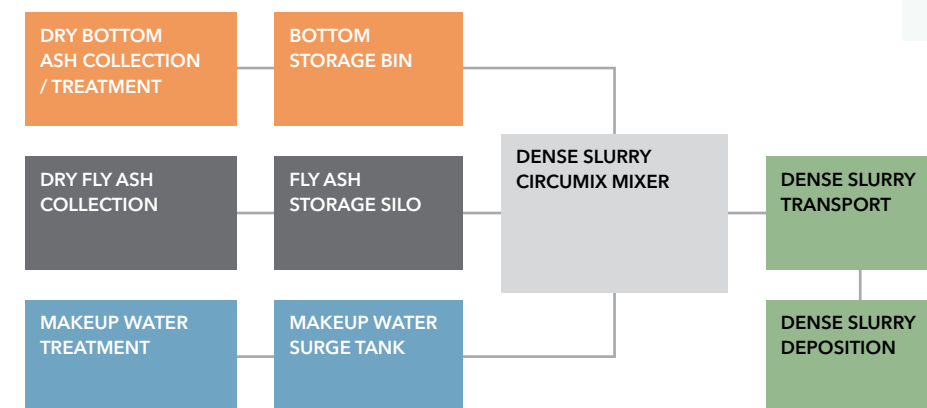 DRY BOTTOM
ASH COLLECTION
/ TREATMENT
BOTTOM
STORAGE BIN
DRY FLY ASH
COLLECTION
FLY ASH
STORAGE SILO
MAKEUP WATER
TREATMENT
MAKEUP WATER
SURGE TANK
DENSE SLURRY
CIRCUMIX MIXER
DENSE SLURRY
TRANSPORT
DENSE SLURRY
DEPOSITION